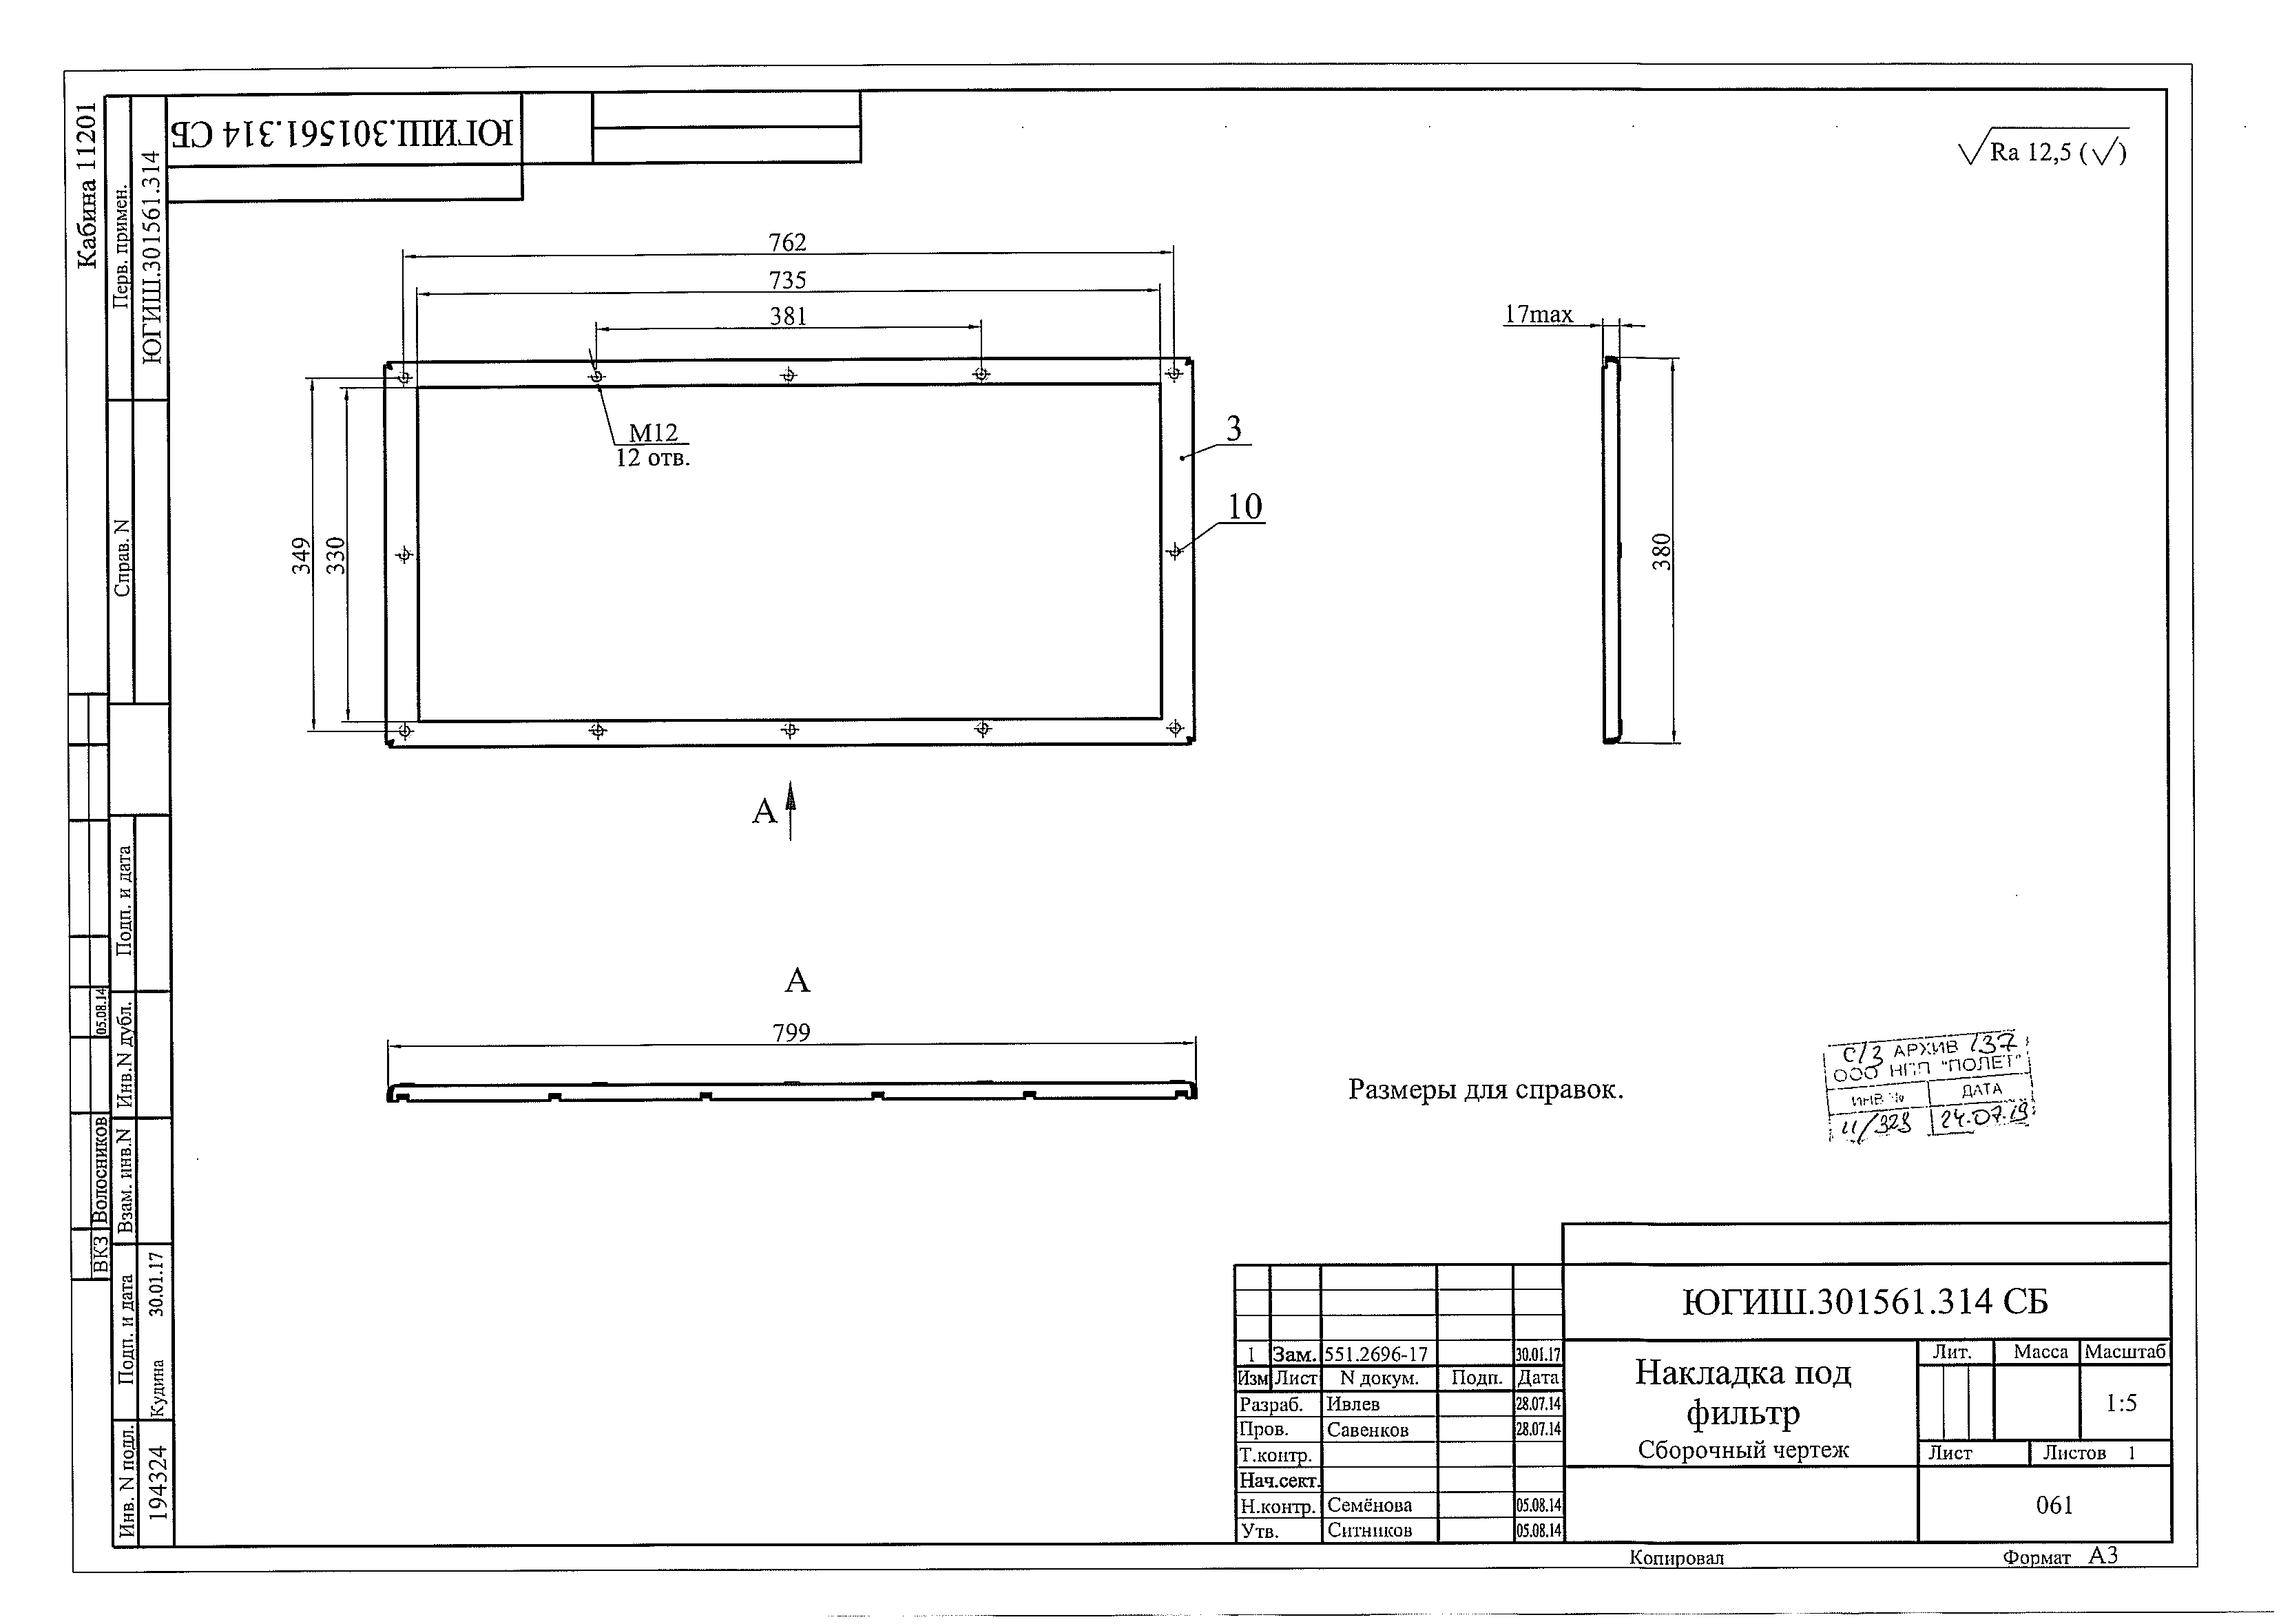 Кабина 11201
Перв. примен.
ЮГИШ.301561.314
Справ. N
Подп. и дата
Инв.N дубл.
Взам. инв.N
Подп. и дата
Кудина 30.01.17
Инв. N подл.
194324
ВКЗ Волосников 05.08.14
ЮГИШ.301561.314 СБ
Ra 12,5 (√)
762
735
381
М12
12 отв.
349
330
3
10
17max
380
А
А
799
Размеры для справок.
С/З АРХИВ 137
ООО НПП "ПОЛЕТ"
ИНВ № ДАТА
11/323 24.07.19
ЮГИШ.301561.314 СБ
1 Зам. 551.2696-17 30.01.17
Изм Лист N докум. Подп. Дата
Разраб. Ивлев 28.07.14
Пров. Савенков 28.07.14
Т.контр.
Нач.сект.
Н.контр. Семёнова 05.08.14
Утв. Ситников 05.08.14
Накладка под
фильтр
Сборочный чертеж
Лит. Масса Масштаб
1:5
Лист Листов 1
061
Копировал Формат А3